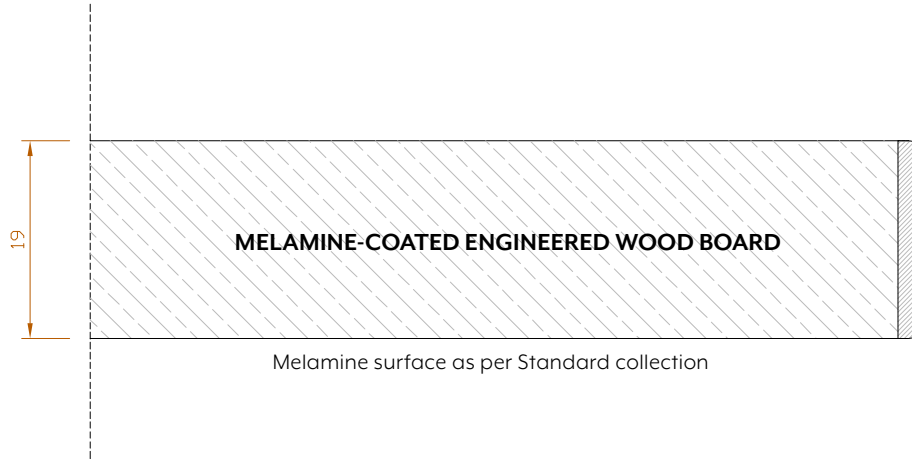 19
MELAMINE-COATED ENGINEERED WOOD BOARD
Melamine surface as per Standard collection